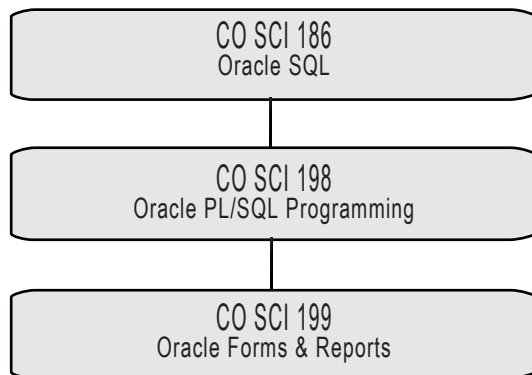 CO SCI 186
Oracle SQL
CO SCI 198
Oracle PL/SQL Programming
CO SCI 199
Oracle Forms & Reports